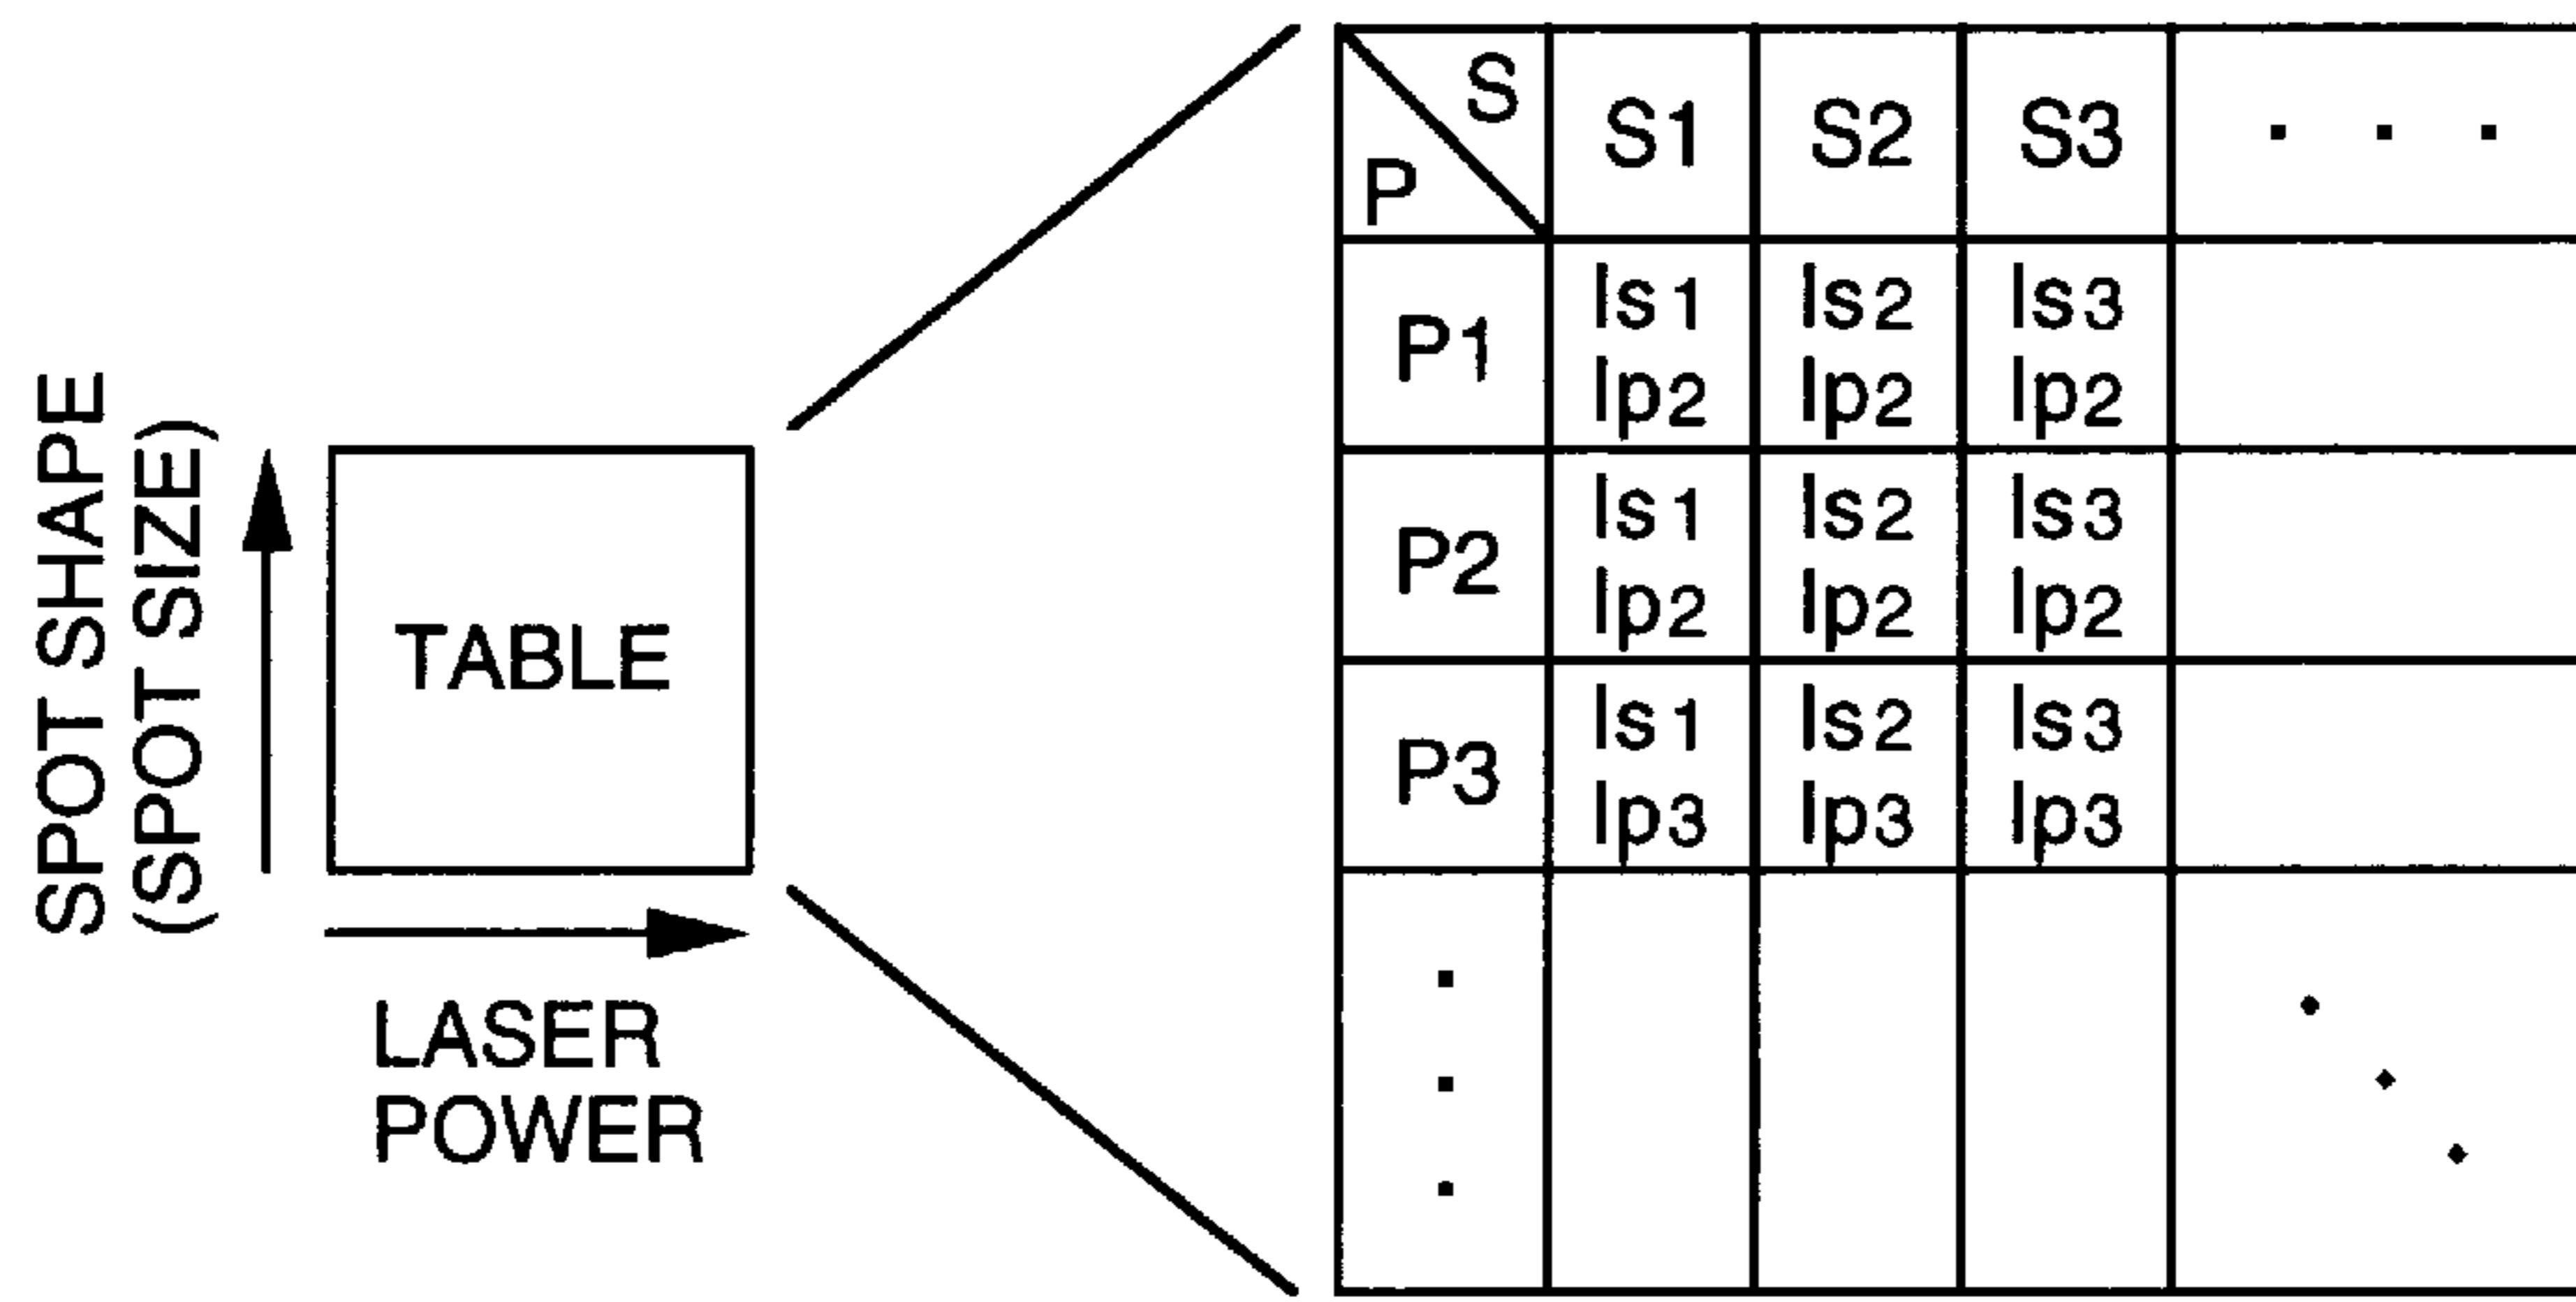 SPOT SHAPE
(SPOT SIZE)
TABLE
LASER
POWER
S
P
S1 S2 S3 . . .
P1
Is1 Is2 Is3
Ip2 Ip2 Ip2
P2
Is1 Is2 Is3
Ip2 Ip2 Ip2
P3
Is1 Is2 Is3
Ip3 Ip3 Ip3